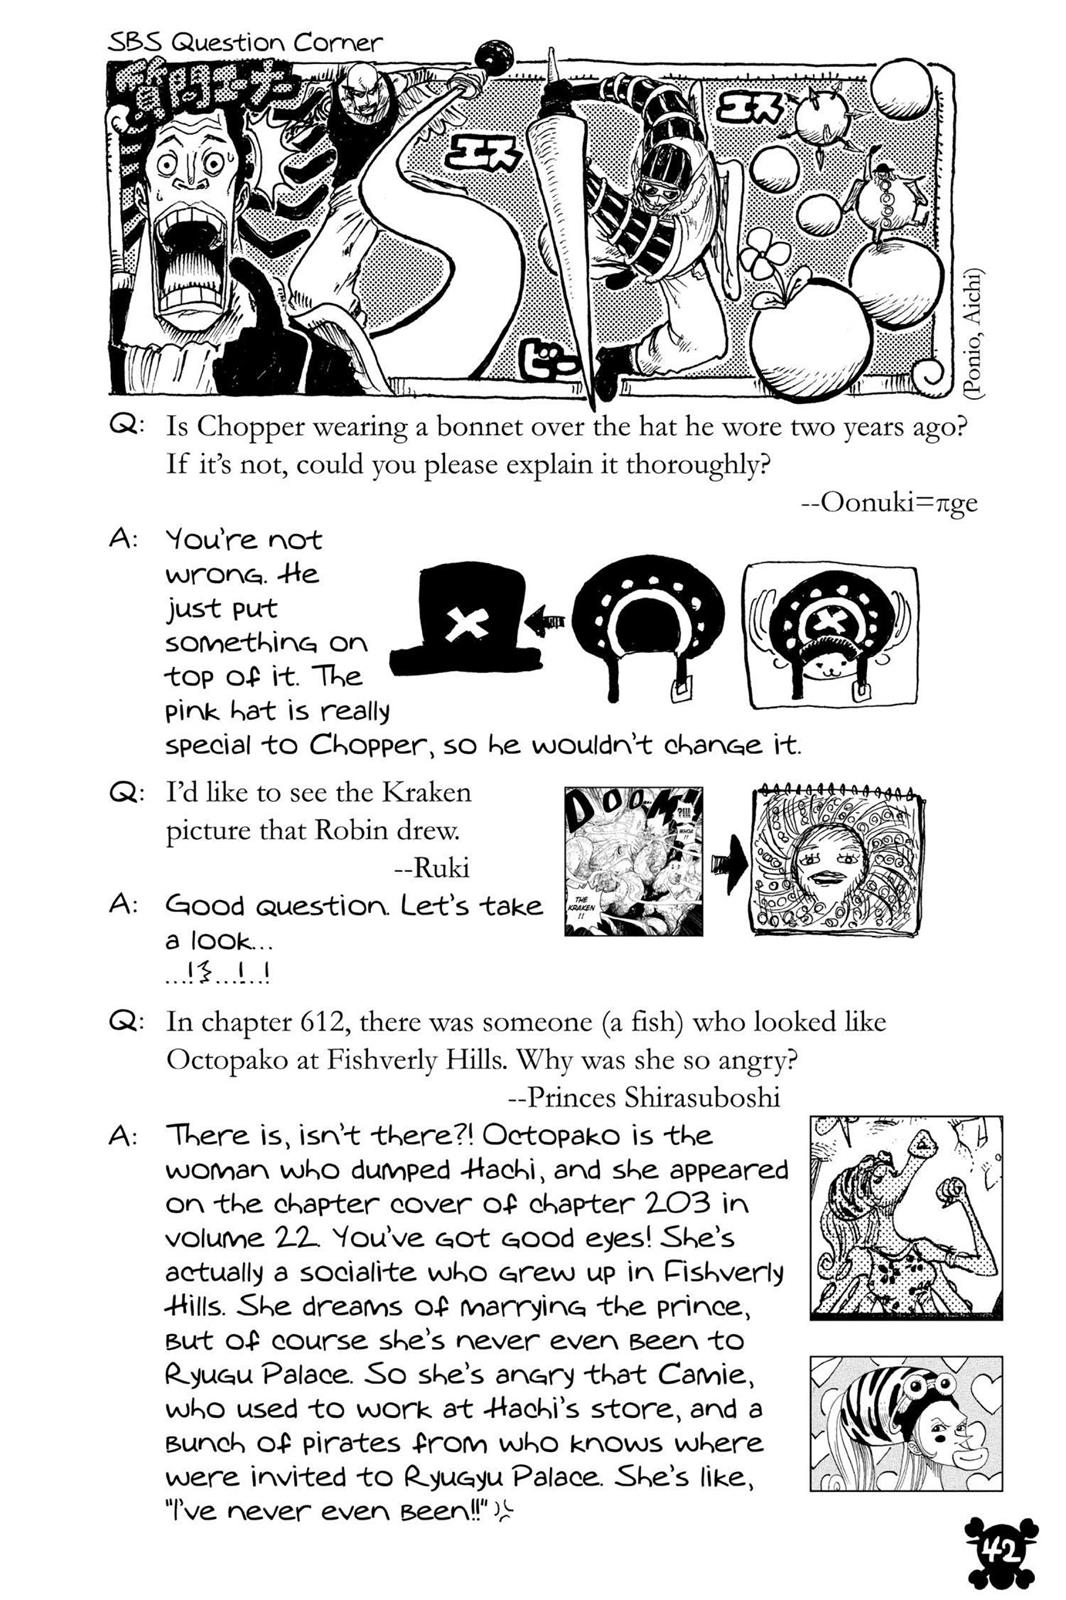 SBS Question Corner
質問コーナー
エス
エス
ビー
(Ponio, Aichi)
Q: Is Chopper wearing a bonnet over the hat he wore two years ago?
If it's not, could you please explain it thoroughly?
--Oonuki=πge
A: You're not
wrong. He
just put
something on
top of it. The
pink hat is really
special to Chopper, so he wouldn't change it.
Q: I'd like to see the Kraken
picture that Robin drew.
--Ruki
DOOM!!
?!!!
WHOA
!!
THE
KRAKEN
!!
A: Good question. Let's take
a look...
Q: In chapter 612, there was someone (a fish) who looked like
Octopako at Fishverly Hills. Why was she so angry?
--Princes Shirasuboshi
A: There is, isn't there?! Octopako is the
woman who dumped Hachi, and she appeared
on the chapter cover of chapter 203 in
volume 22. You've got good eyes! She's
actually a socialite who grew up in Fishverly
Hills. She dreams of marrying the prince,
but of course she's never even been to
Ryugu Palace. So she's angry that Camie,
who used to work at Hachi's store, and a
bunch of pirates from who knows where
were invited to Ryugyu Palace. She's like,
"I've never even been!!"
42